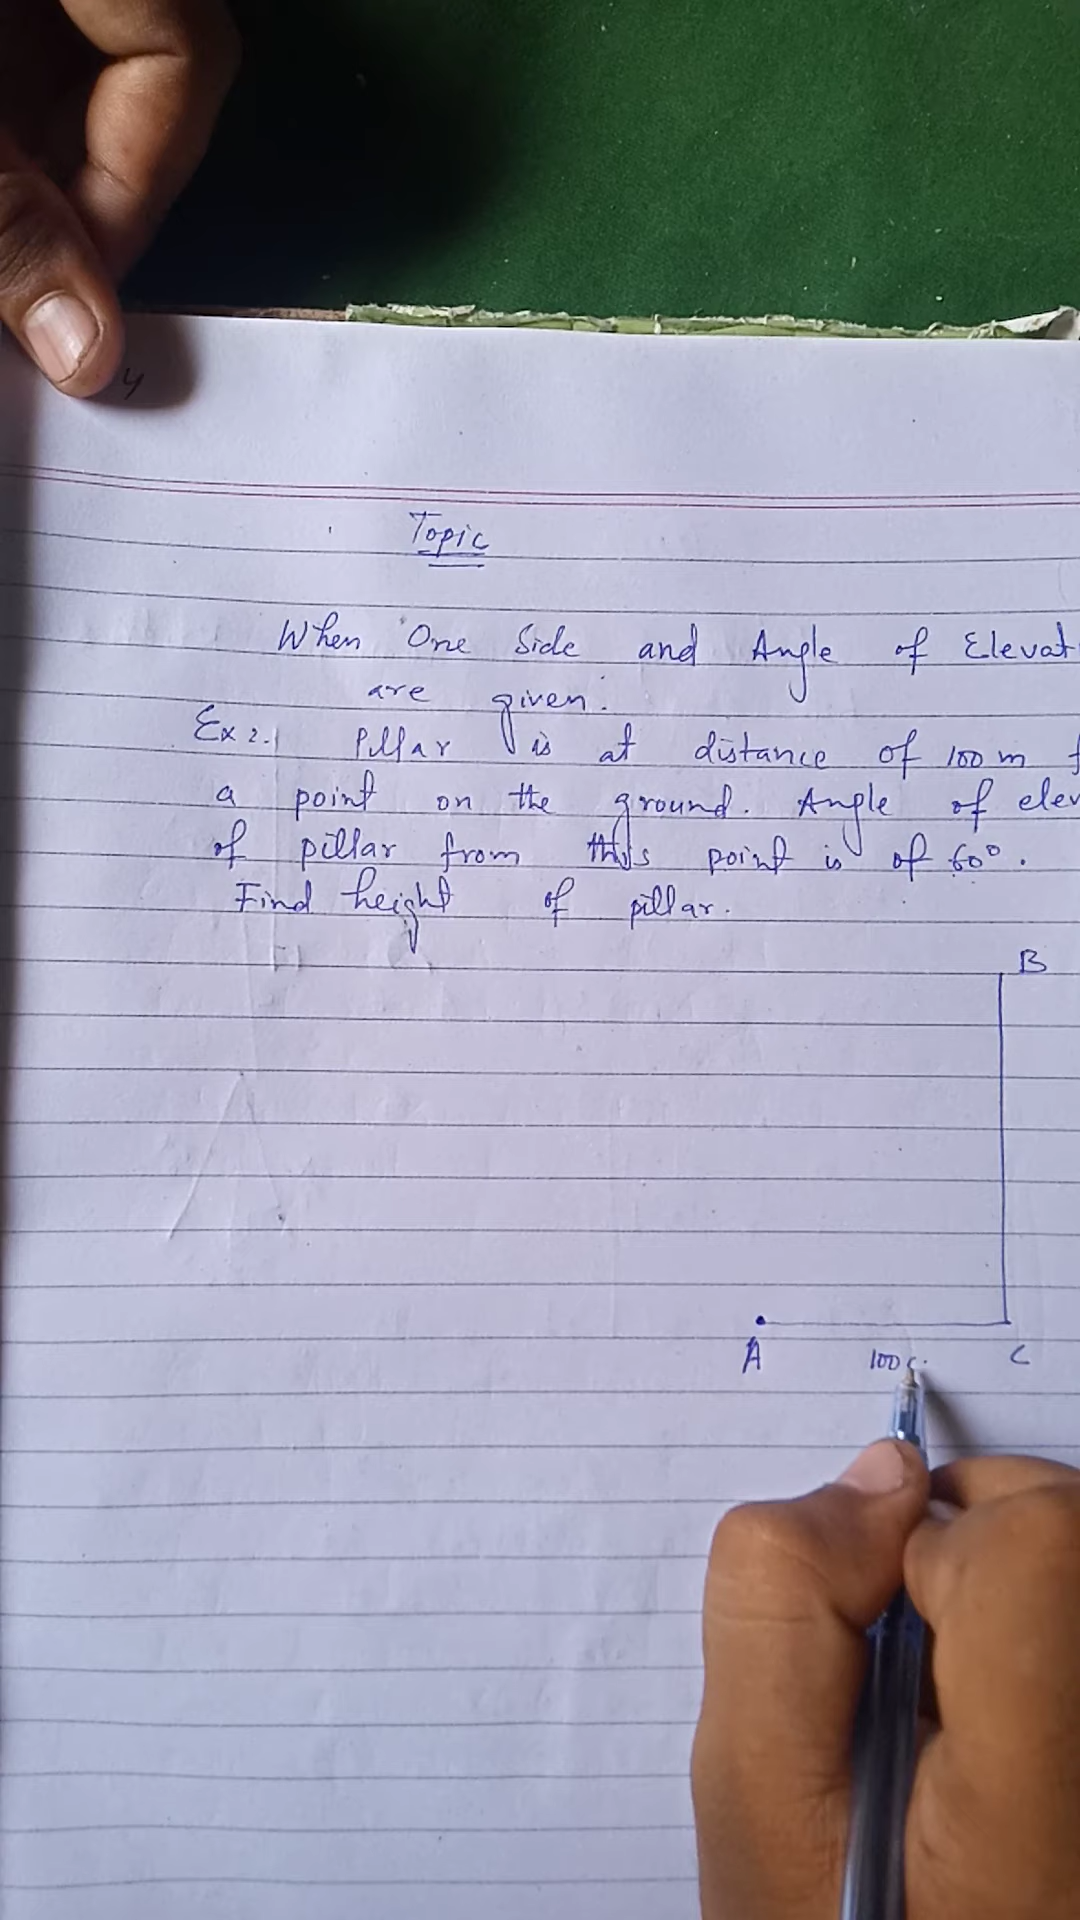 4
Topic
When One Side and Angle of Elevat
are given.
Ex 2. Pillar is at distance of 100 m f
a point on the ground. Angle of elev
of pillar from this point is of 60°.
Find height of pillar.
B
A 100 C